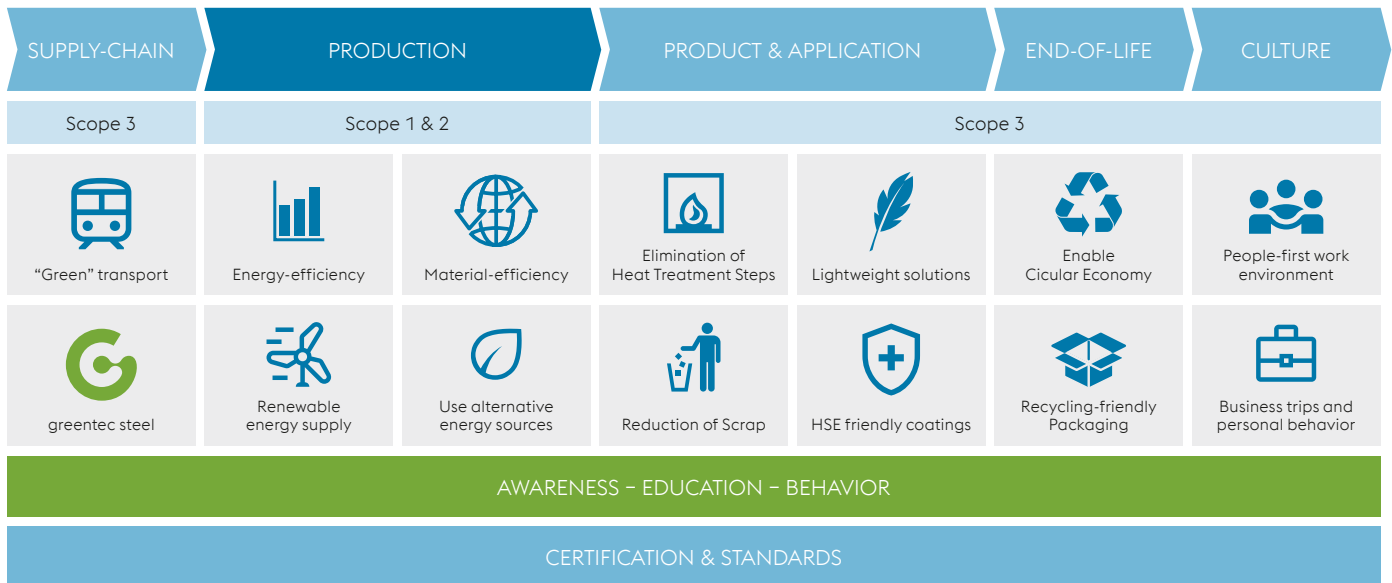 SUPPLY-CHAIN
PRODUCTION
PRODUCT & APPLICATION
END-OF-LIFE
CULTURE
Scope 3
Scope 1 & 2
Scope 3
“Green” transport
Energy-efficiency
Material-efficiency
Elimination of
Heat Treatment Steps
Lightweight solutions
Enable
Cicular Economy
People-first work
environment
greentec steel
Renewable
energy supply
Use alternative
energy sources
Reduction of Scrap
HSE friendly coatings
Recycling-friendly
Packaging
Business trips and
personal behavior
AWARENESS – EDUCATION – BEHAVIOR
CERTIFICATION & STANDARDS